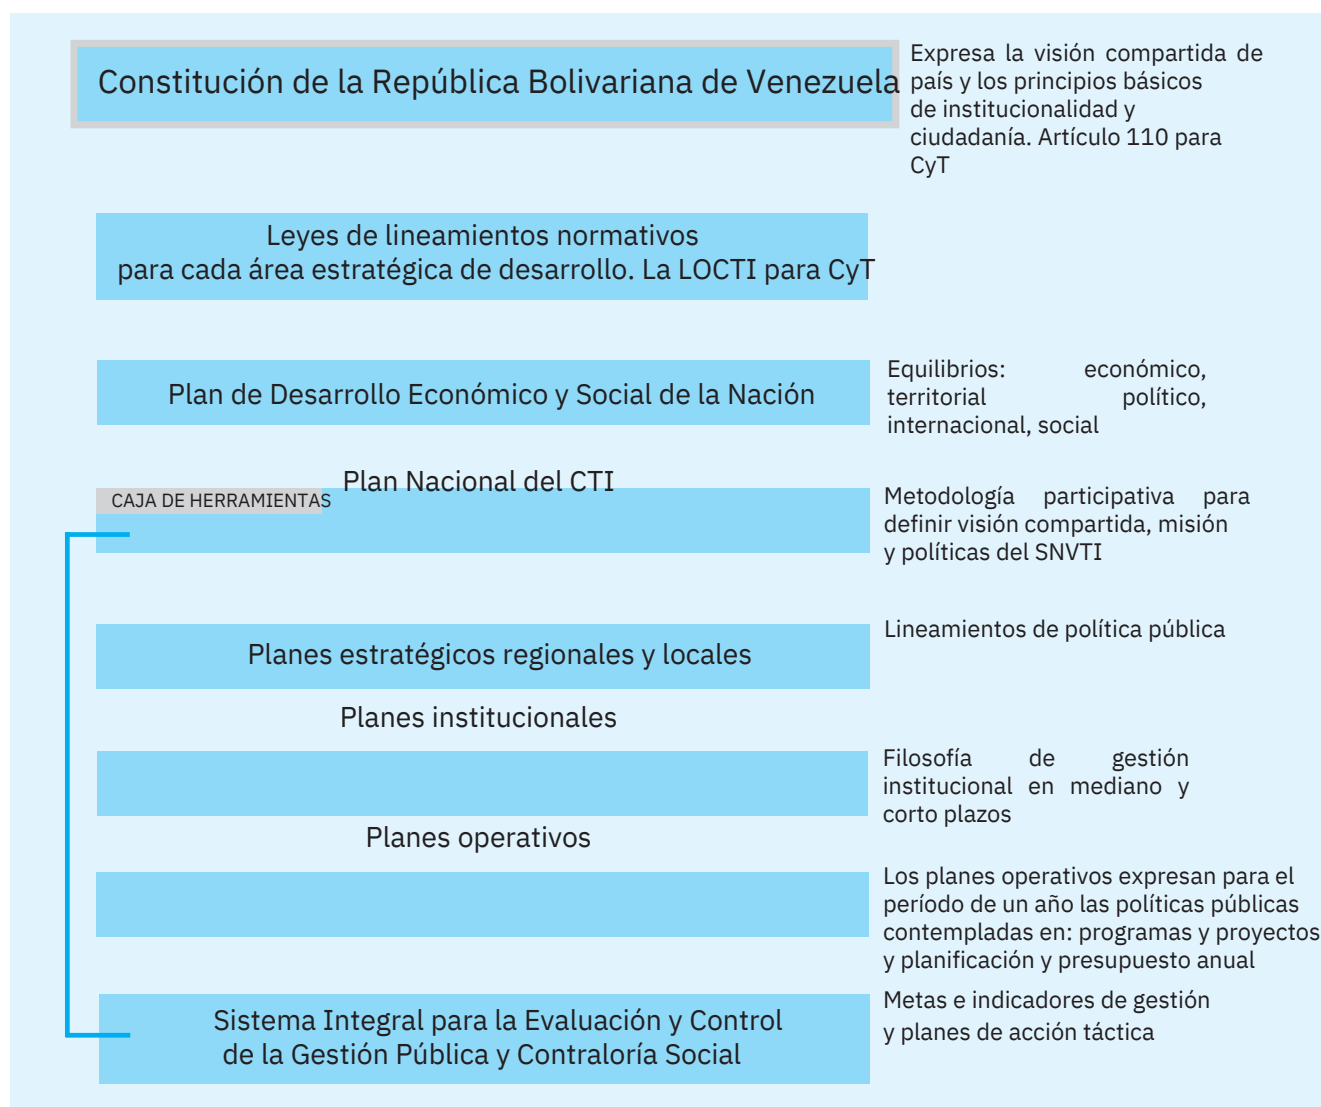 Constitución de la República Bolivariana de Venezuela
Expresa la visión compartida de
país y los principios básicos
de institucionalidad y
ciudadanía. Artículo 110 para
CyT
Leyes de lineamientos normativos
para cada área estratégica de desarrollo. La LOCTI para CyT
Plan de Desarrollo Económico y Social de la Nación
Equilibrios: económico,
territorial político,
internacional, social
Plan Nacional del CTI
CAJA DE HERRAMIENTAS
Metodología participativa para
definir visión compartida, misión
y políticas del SNVTI
Planes estratégicos regionales y locales
Lineamientos de política pública
Planes institucionales
Filosofía de gestión
institucional en mediano y
corto plazos
Planes operativos
Los planes operativos expresan para el
período de un año las políticas públicas
contempladas en: programas y proyectos
y planificación y presupuesto anual
Sistema Integral para la Evaluación y Control
de la Gestión Pública y Contraloría Social
Metas e indicadores de gestión
y planes de acción táctica